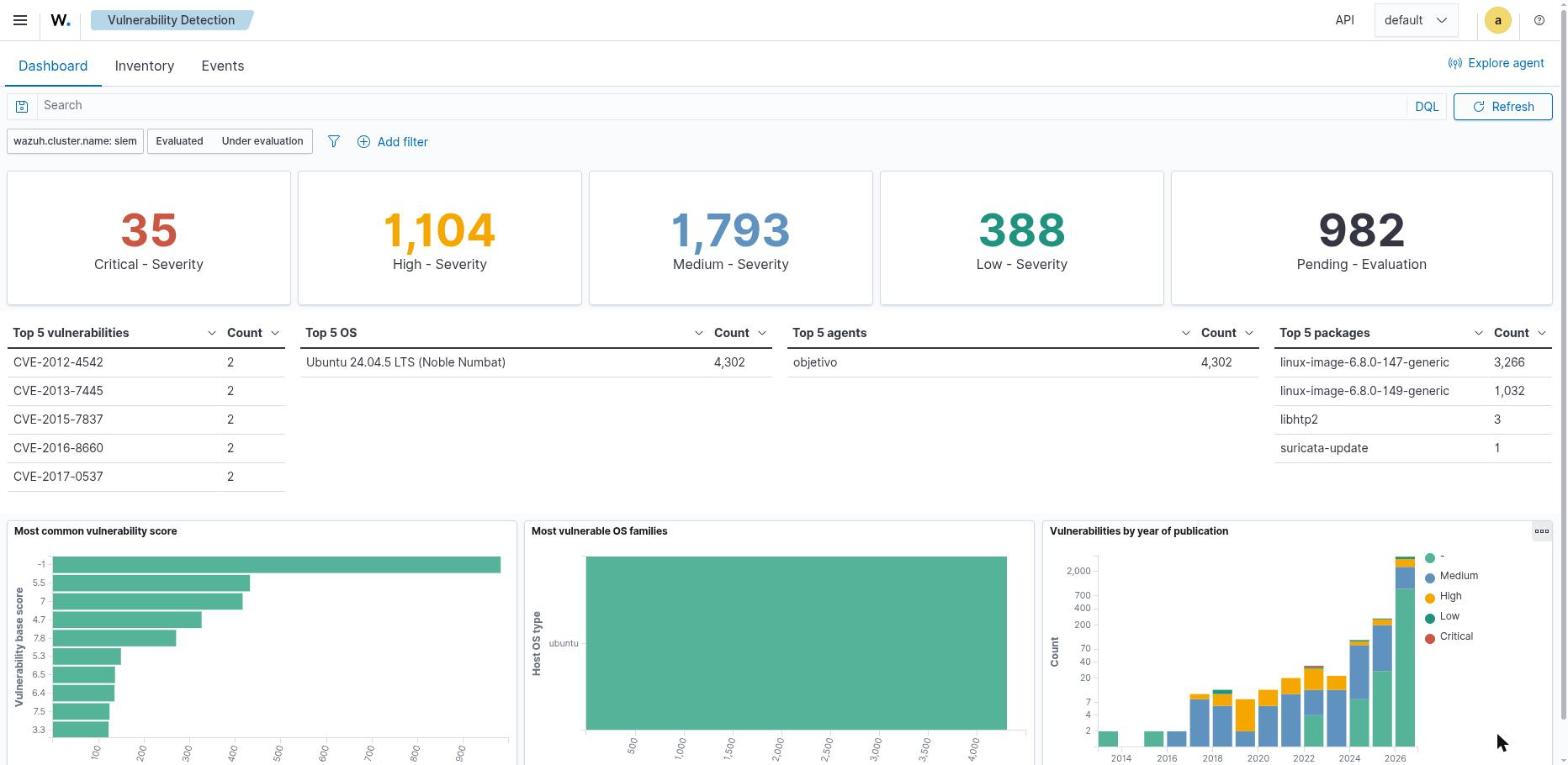 W. Vulnerability Detection API default a
Dashboard Inventory Events Explore agent
Search DQL Refresh
wazuh.cluster.name: siem Evaluated Under evaluation Add filter
35 1,104 1,793 388 982
Critical - Severity High - Severity Medium - Severity Low - Severity Pending - Evaluation
Top 5 vulnerabilities Count
CVE-2012-4542 2
CVE-2013-7445 2
CVE-2015-7837 2
CVE-2016-8660 2
CVE-2017-0537 2
Top 5 OS Count
Ubuntu 24.04.5 LTS (Noble Numbat) 4,302
Top 5 agents Count
objetivo 4,302
Top 5 packages Count
linux-image-6.8.0-147-generic 3,266
linux-image-6.8.0-149-generic 1,032
libhtp2 3
suricata-update 1
Most common vulnerability score
Vulnerability base score
-1
5.5
7
4.7
7.8
5.3
6.5
6.4
7.5
3.3
100 200 300 400 500 600 700 800 900
Most vulnerable OS families
Host OS type
ubuntu
500 1,000 1,500 2,000 2,500 3,000 3,500 4,000
Vulnerabilities by year of publication
Count
2,000
700
400
200
70
40
20
7
4
2
2014 2016 2018 2020 2022 2024 2026
-
Medium
High
Low
Critical